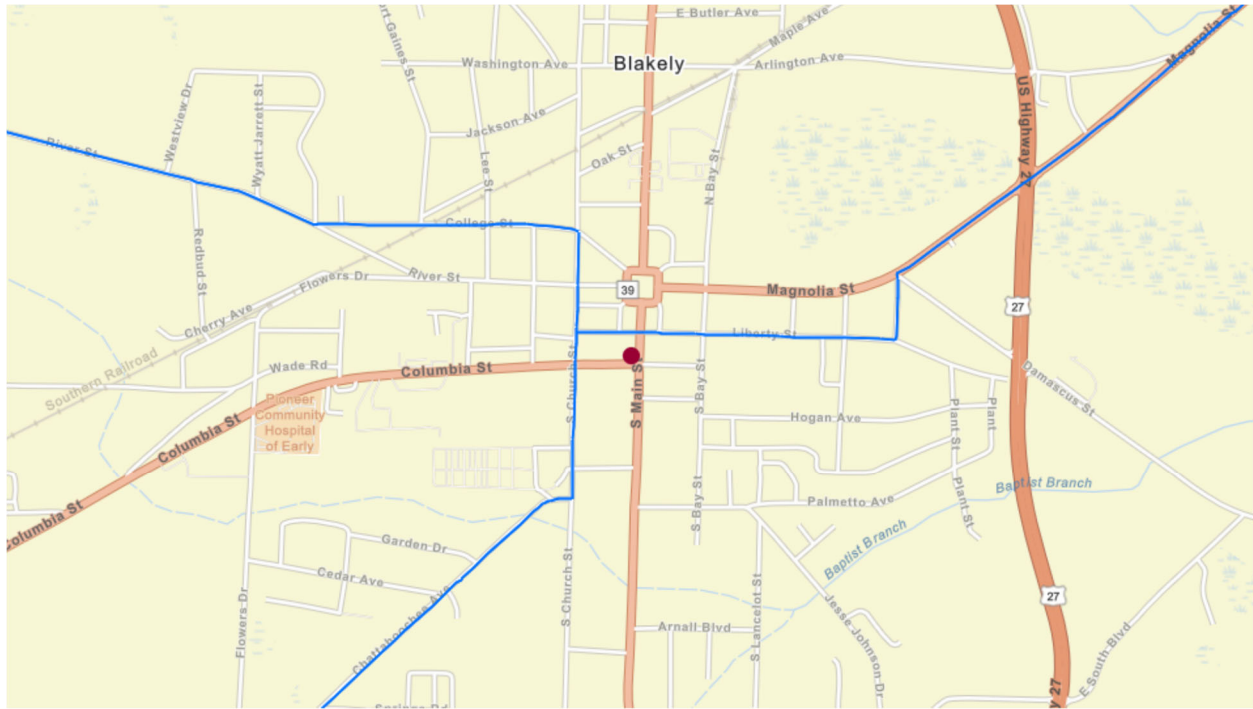 ort Gaines St
E Butler Ave
Maple Ave
Magnolia St
Washington Ave
Blakely
Arlington Ave
US Highway 27
Westview Dr
Wyatt Jarrett St
Jackson Ave
River St
Lee St
Oak St
N Bay St
College St
Redbud St
River St
Flowers Dr
39
Magnolia St
27
Cherry Ave
Liberty St
Southern Railroad
Wade Rd
Columbia St
S Church St
S Main St
S Bay St
Damascus St
Pioneer
Community
Hospital
of Early
Columbia St
Hogan Ave
Plant St
Plant
Columbia St
S Bay St
Palmetto Ave
Plant St
Baptist Branch
Baptist Branch
Garden Dr
Cedar Ave
Flowers Dr
Chattahoochee Ave
S Church St
S Lancelot St
Arnall Blvd
Jesse Johnson Dr
27
E South Blvd
y 27